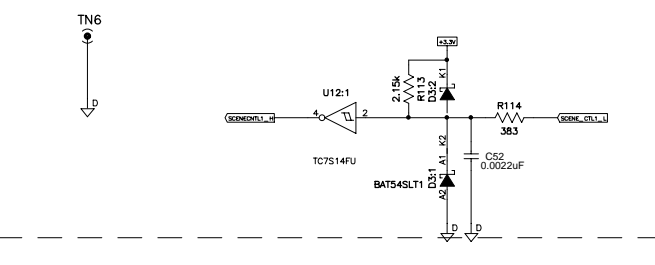 TN6
D
+3.3V
2.15k
R113
D3:2
K1
U12:1
4
2
SCENECNTL1_H
TC7S14FU
R114
383
SCENE_CTL1_L
K2
A1
C52
0.0022uF
BAT54SLT1
D3:1
A2
D
D